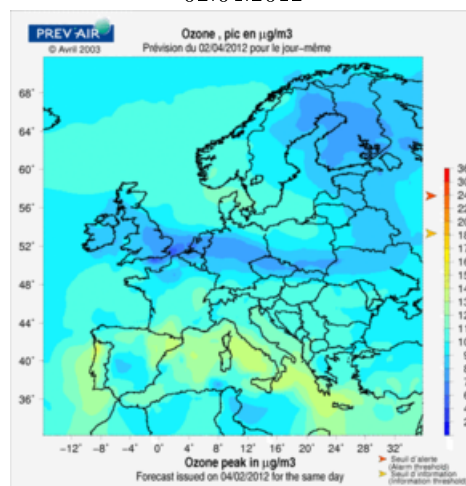 02/04/2012
PREV'AIR
© Avril 2003
Ozone , pic en µg/m3
Prévision du 02/04/2012 pour le jour-même
68°
64°
60°
56°
52°
48°
44°
40°
36°
-12° -8° -4° 0° 4° 8° 12° 16° 20° 24° 28° 32°
Ozone peak in µg/m3
Forecast issued on 04/02/2012 for the same day
Seuil d'alerte
(Alarm threshold)
Seuil d'information
(Information threshold)